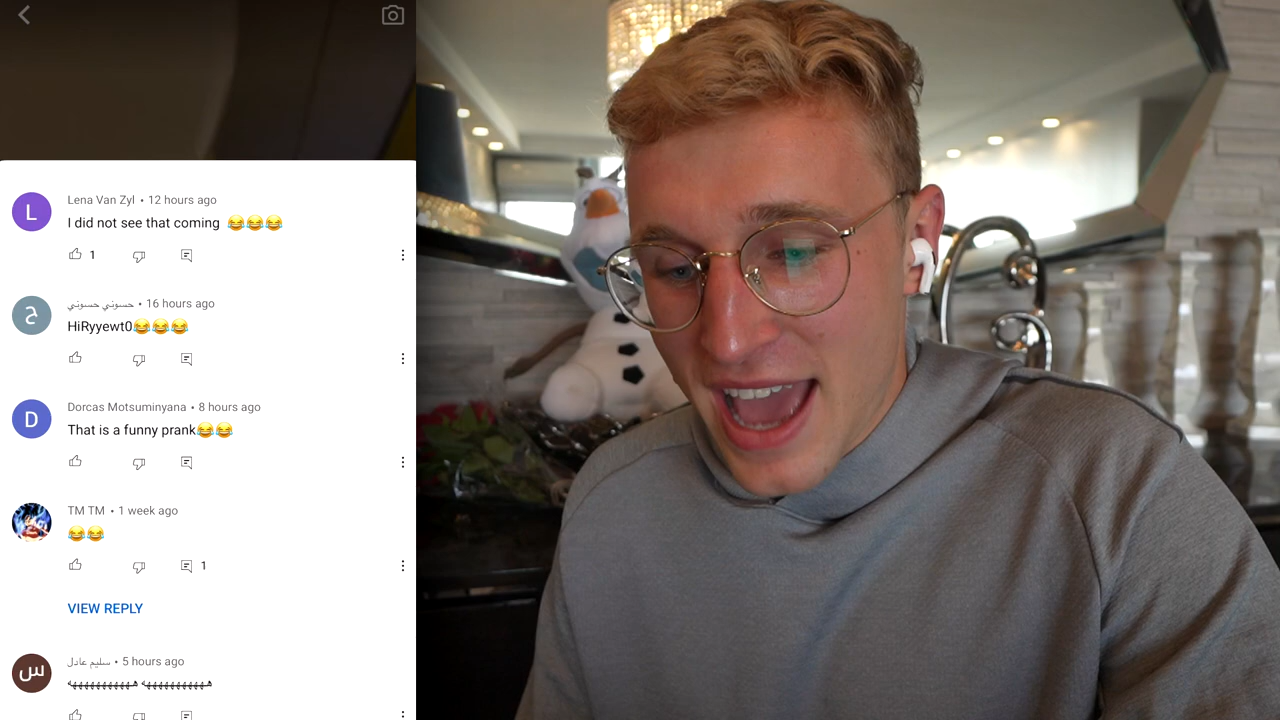 L
Lena Van Zyl • 12 hours ago
I did not see that coming 😂😂😂
1
ح
حسوني حسوني • 16 hours ago
HiRyyewt0😂😂😂
D
Dorcas Motsuminyana • 8 hours ago
That is a funny prank😂😂
TM TM • 1 week ago
😂😂
1
VIEW REPLY
س
سليم عادل • 5 hours ago